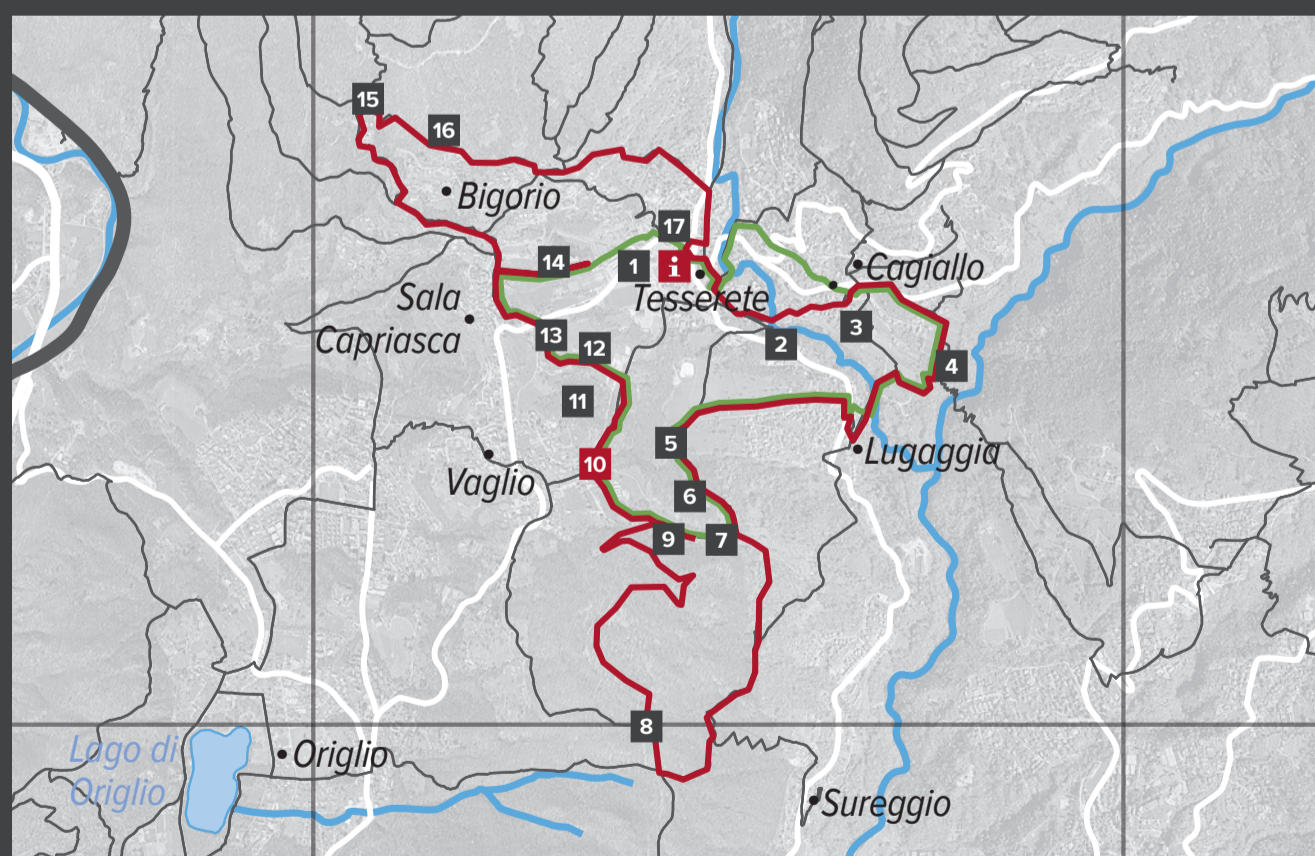 15
16
Bigorio
17
14
1
i
Tesserete
Cagiallo
Sala
Capriasca
13
12
2
3
4
11
5
Lugaggia
10
Vaglio
6
9
7
8
Lago di
Origlio
Origlio
Sureggio